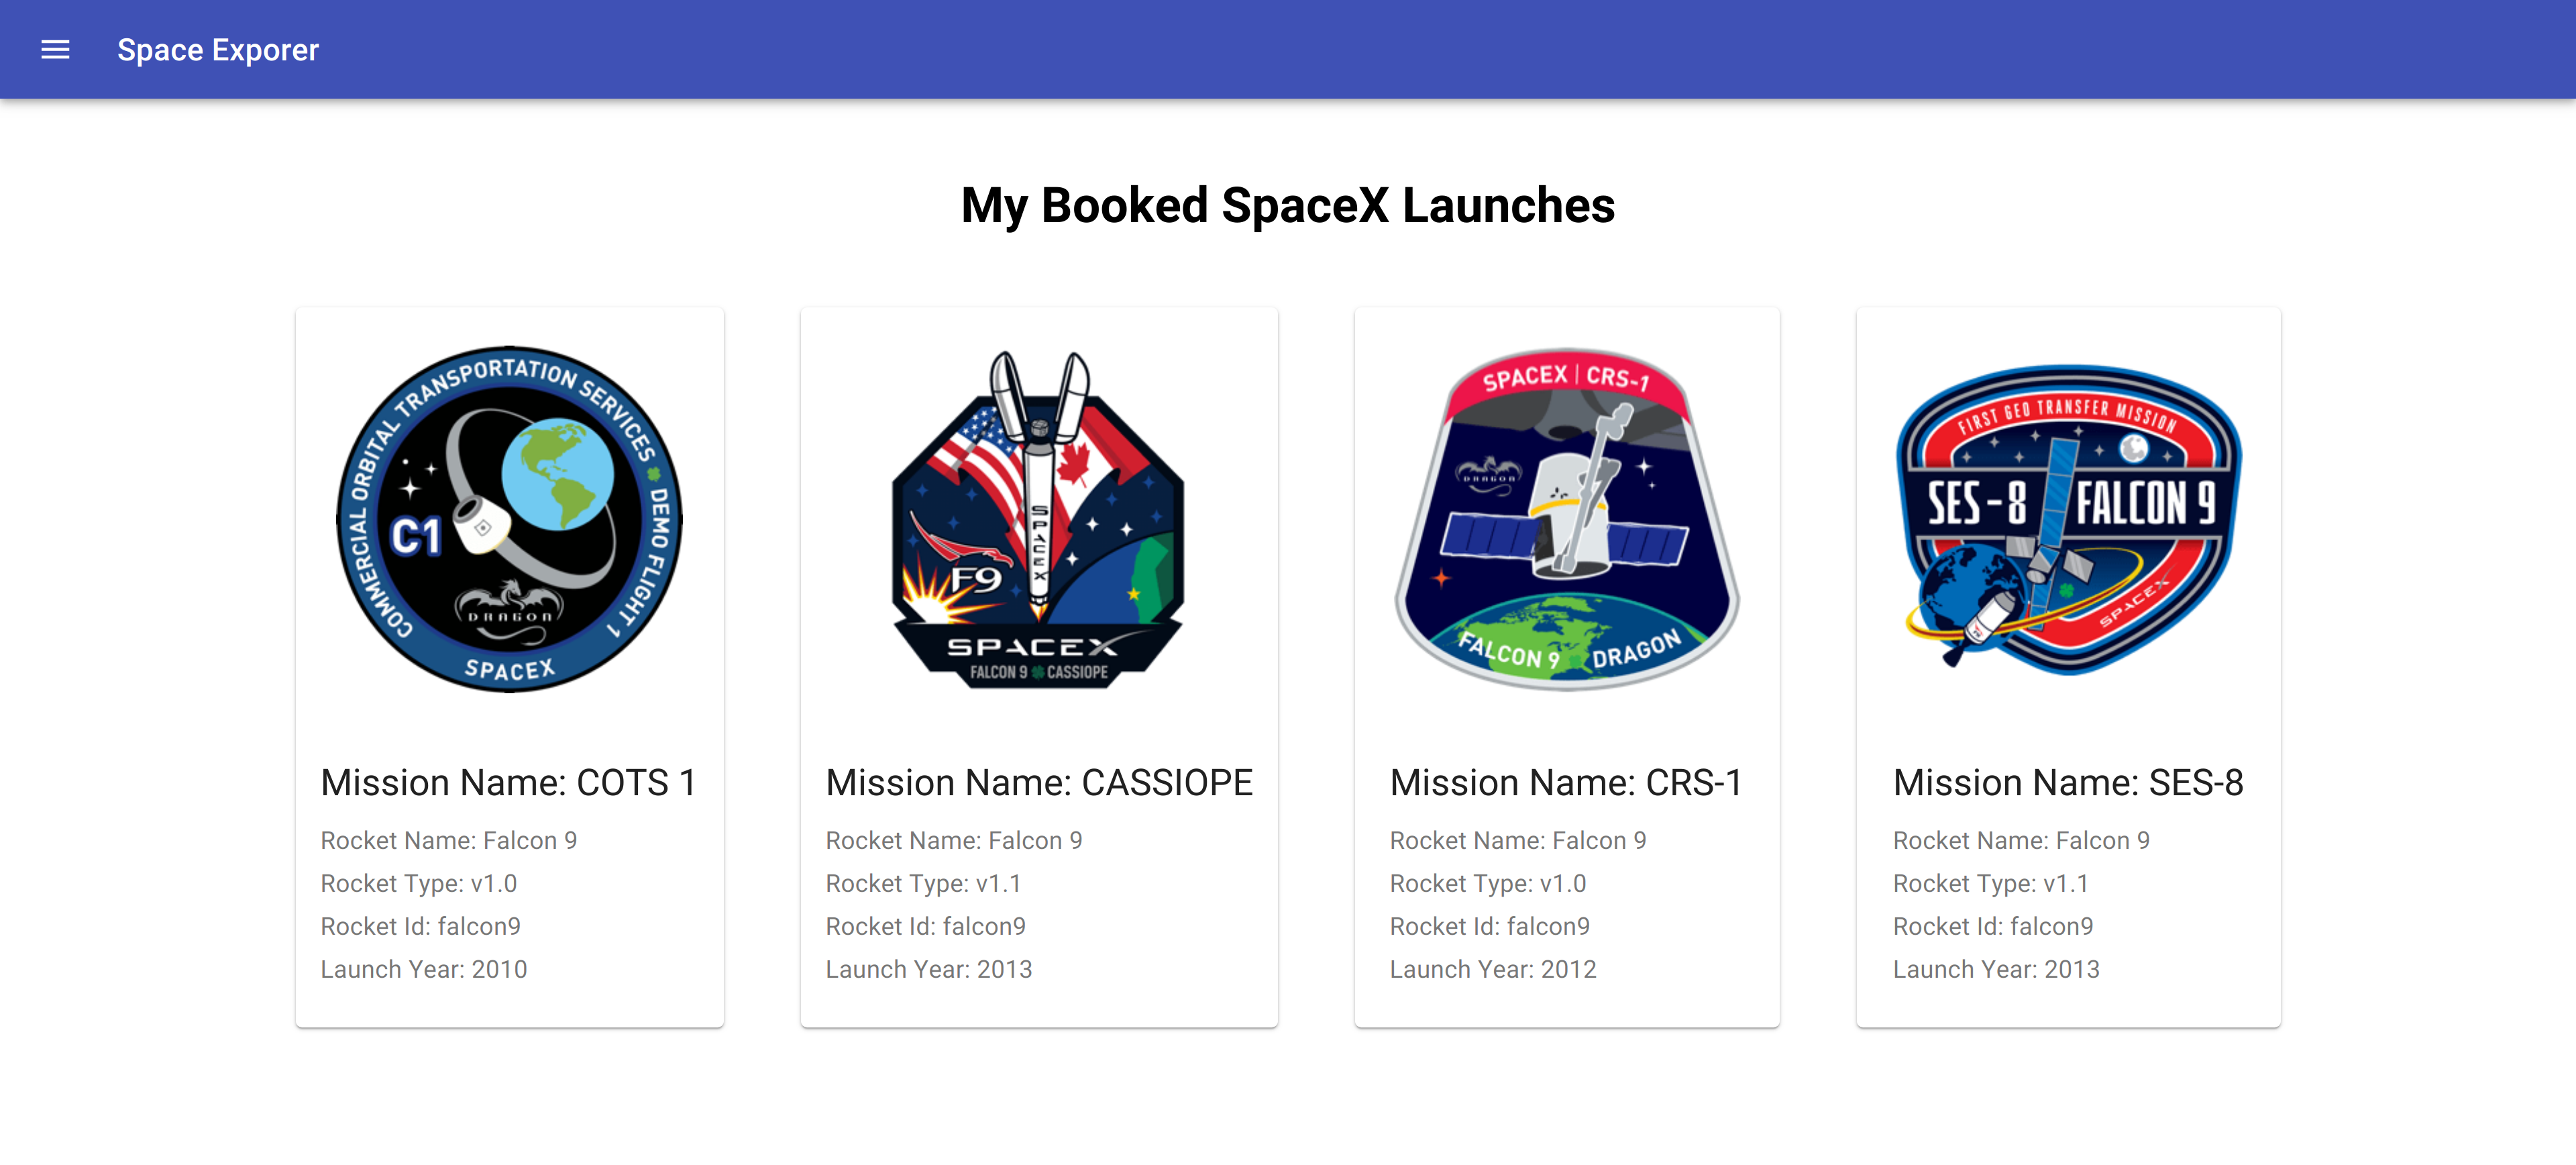 Space Exporer
My Booked SpaceX Launches
COMMERCIAL ORBITAL TRANSPORTATION SERVICES
DEMO FLIGHT 1
C1
DRAGON
SPACEX
Mission Name: COTS 1
Rocket Name: Falcon 9
Rocket Type: v1.0
Rocket Id: falcon9
Launch Year: 2010
SPACEX
F9
SPACEX
FALCON 9 CASSIOPE
Mission Name: CASSIOPE
Rocket Name: Falcon 9
Rocket Type: v1.1
Rocket Id: falcon9
Launch Year: 2013
SPACEX | CRS-1
DRAGON
FALCON 9 DRAGON
Mission Name: CRS-1
Rocket Name: Falcon 9
Rocket Type: v1.0
Rocket Id: falcon9
Launch Year: 2012
FIRST GEO TRANSFER MISSION
SES-8 FALCON 9
SPACEX
Mission Name: SES-8
Rocket Name: Falcon 9
Rocket Type: v1.1
Rocket Id: falcon9
Launch Year: 2013